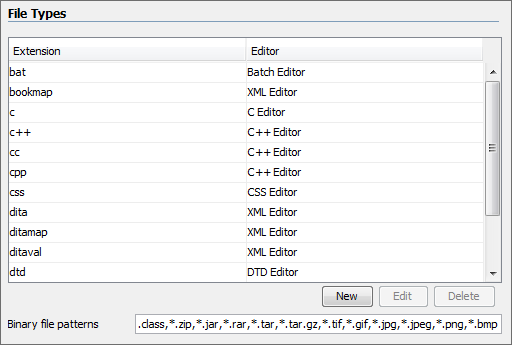 File Types
Extension Editor
bat Batch Editor
bookmap XML Editor
c C Editor
c++ C++ Editor
cc C++ Editor
cpp C++ Editor
css CSS Editor
dita XML Editor
ditamap XML Editor
ditaval XML Editor
dtd DTD Editor
New Edit Delete
Binary file patterns .class,*.zip,*.jar,*.rar,*.tar,*.tar.gz,*.tif,*.gif,*.jpg,*.jpeg,*.png,*.bmp